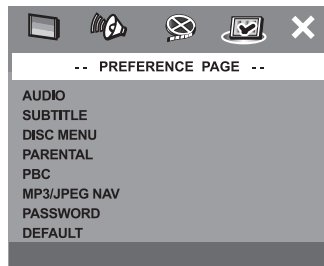 -- PREFERENCE PAGE --
AUDIO
SUBTITLE
DISC MENU
PARENTAL
PBC
MP3/JPEG NAV
PASSWORD
DEFAULT